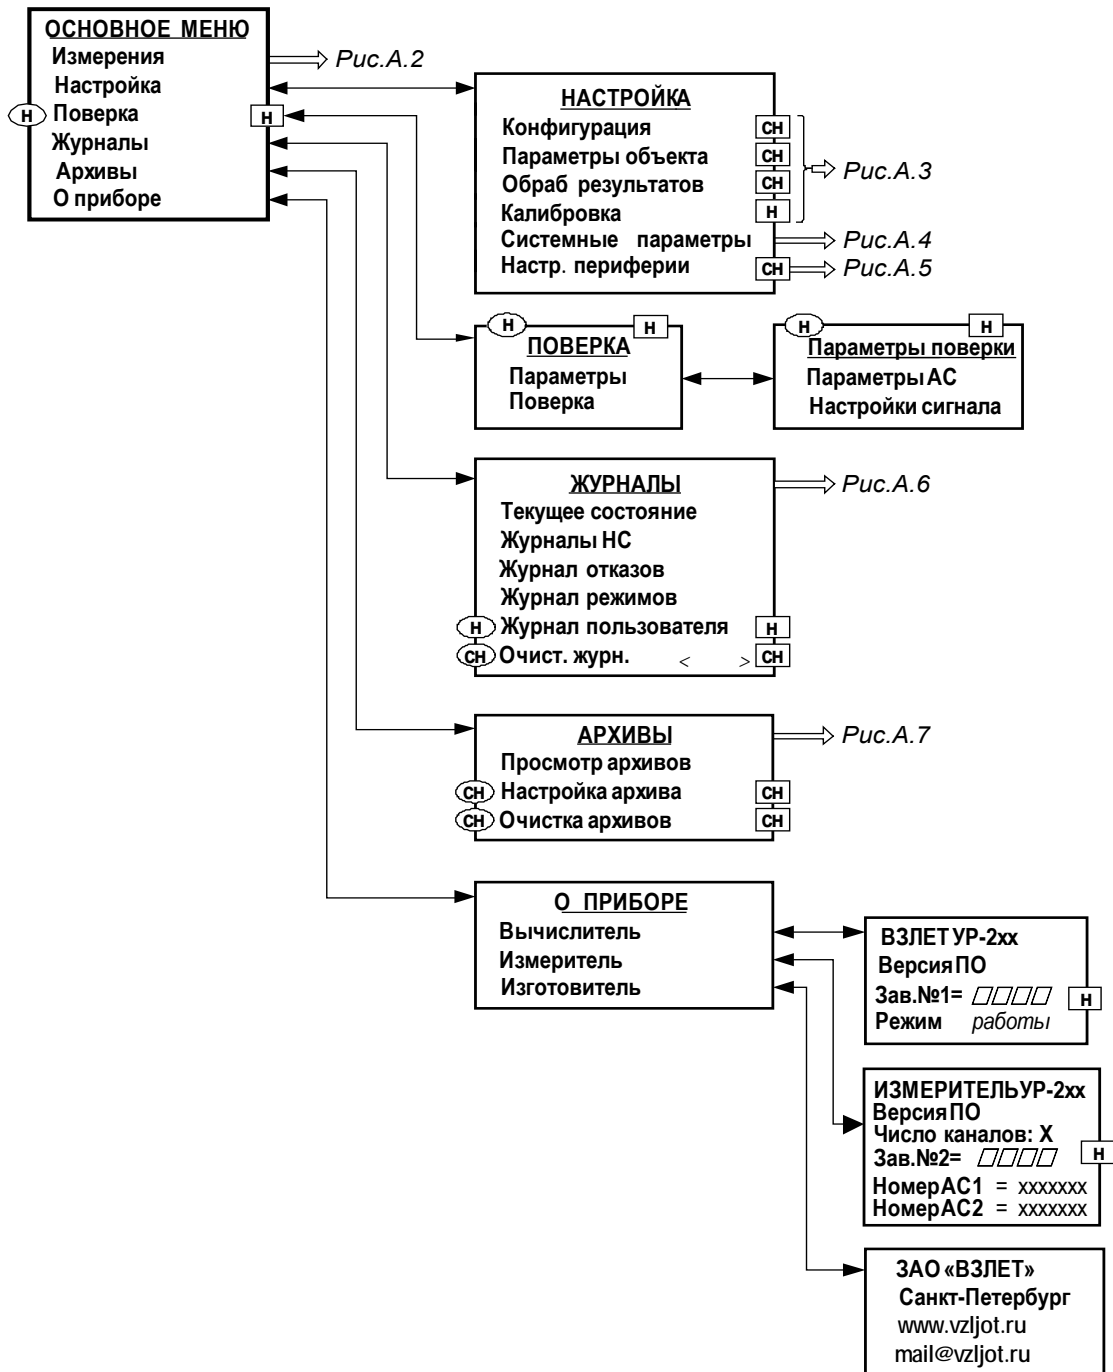 ОСНОВНОЕ МЕНЮ
Измерения
Рис.А.2
Настройка
Н Поверка Н
Журналы
Архивы
О приборе
НАСТРОЙКА
Конфигурация СН
Параметры объекта СН
Рис.А.3
Обраб результатов СН
Калибровка Н
Системные параметры
Рис.А.4
Настр. периферии СН
Рис.А.5
Н Н
ПОВЕРКА
Параметры
Поверка
Н Н
Параметры поверки
Параметры АС
Настройки сигнала
ЖУРНАЛЫ
Рис.А.6
Текущее состояние
Журналы НС
Журнал отказов
Журнал режимов
Н Журнал пользователя Н
СН Очист. журн. < > СН
АРХИВЫ
Рис.А.7
Просмотр архивов
СН Настройка архива СН
СН Очистка архивов СН
О ПРИБОРЕ
Вычислитель
Измеритель
Изготовитель
ВЗЛЕТ УР-2хх
Версия ПО
Зав.№1= Н
Режим работы
ИЗМЕРИТЕЛЬ УР-2хх
Версия ПО
Число каналов: Х
Зав.№2= Н
Номер АС1 = ххххххх
Номер АС2 = ххххххх
ЗАО «ВЗЛЕТ»
Санкт-Петербург
www.vzljot.ru
mail@vzljot.ru